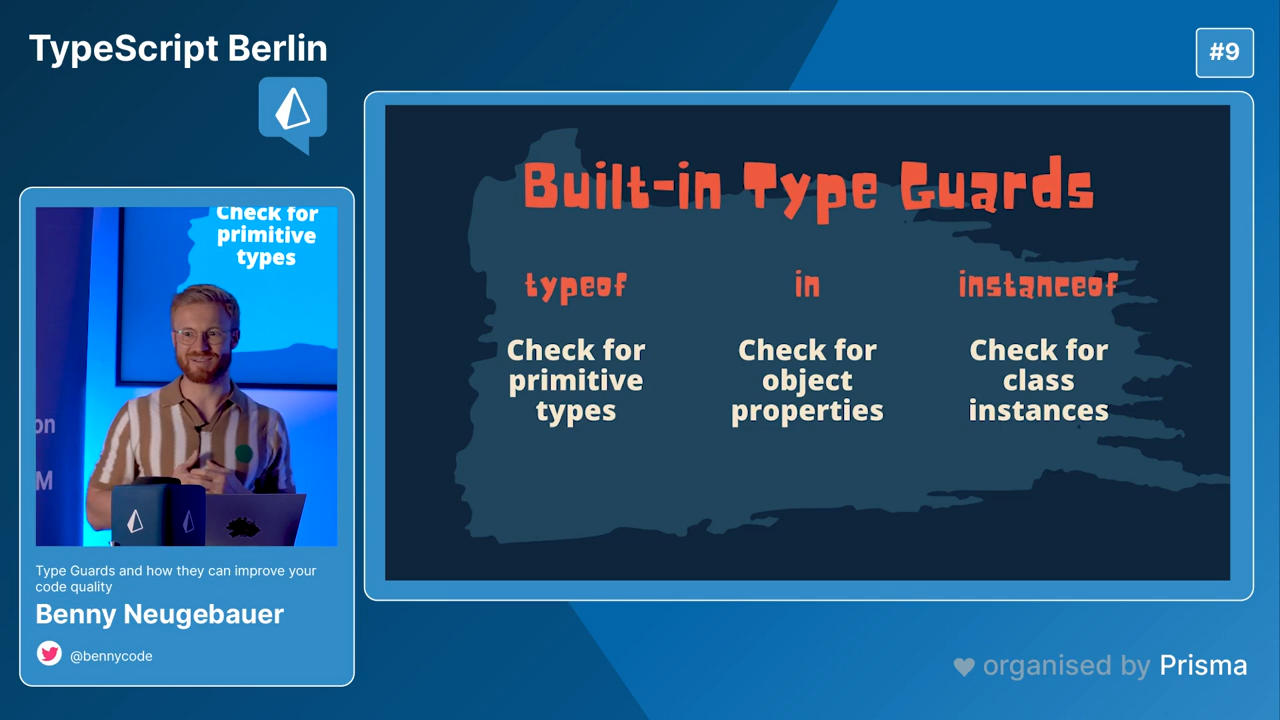 TypeScript Berlin
#9
Check for
primitive
types
on
M
Type Guards and how they can improve your
code quality
Benny Neugebauer
@bennycode
Built-in Type Guards
typeof
Check for
primitive
types
in
Check for
object
properties
instanceof
Check for
class
instances
organised by Prisma